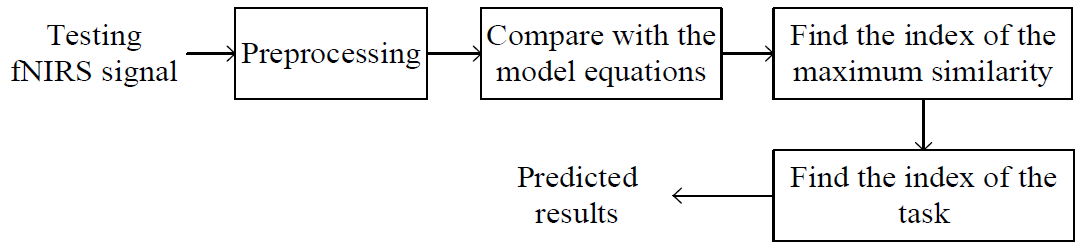 Testing
fNIRS signal
Preprocessing
Compare with the
model equations
Find the index of the
maximum similarity
Find the index of the
task
Predicted
results